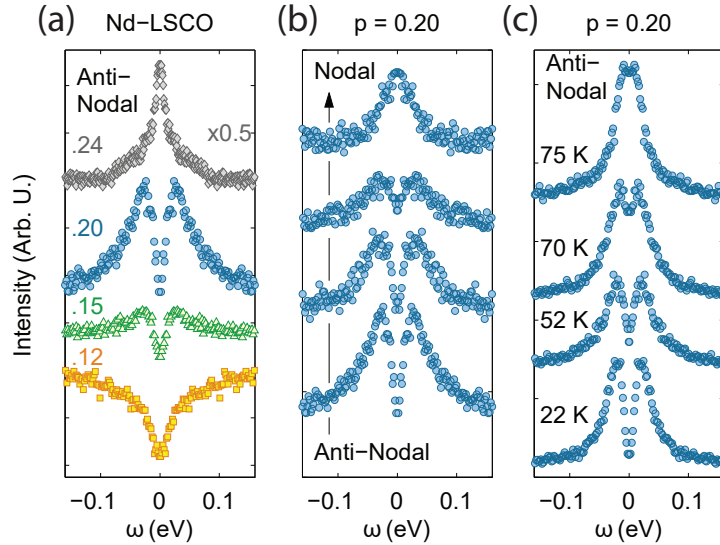 (a) Nd−LSCO
Anti−
Nodal
.24
x0.5
.20
.15
.12
Intensity (Arb. U.)
−0.1 0 0.1
ω (eV)
(b) p = 0.20
Nodal
Anti−Nodal
−0.1 0 0.1
ω (eV)
(c) p = 0.20
Anti−
Nodal
75 K
70 K
52 K
22 K
−0.1 0 0.1
ω (eV)